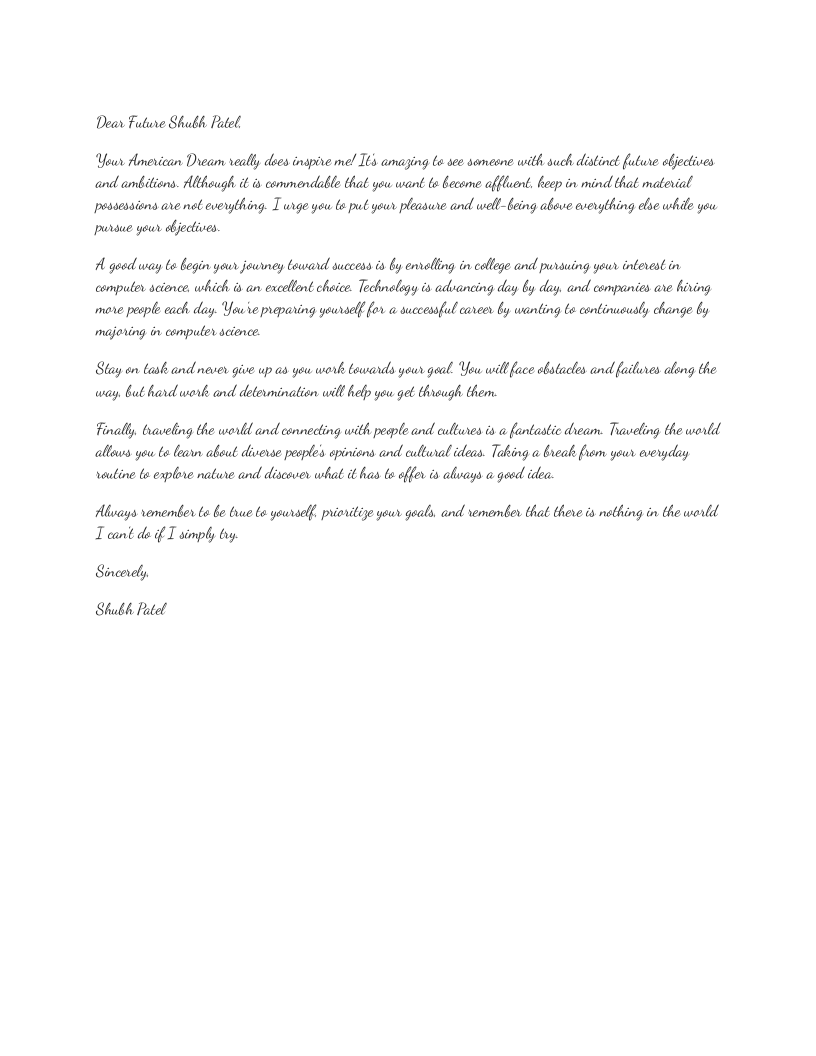 Dear Future Shubh Patel,
Your American Dream really does inspire me! It's amazing to see someone with such distinct future objectives
and ambitions. Although it is commendable that you want to become affluent, keep in mind that material
possessions are not everything. I urge you to put your pleasure and well-being above everything else while you
pursue your objectives.
A good way to begin your journey toward success is by enrolling in college and pursuing your interest in
computer science, which is an excellent choice. Technology is advancing day by day, and companies are hiring
more people each day. You're preparing yourself for a successful career by wanting to continuously change by
majoring in computer science.
Stay on task and never give up as you work towards your goal. You will face obstacles and failures along the
way, but hard work and determination will help you get through them.
Finally, traveling the world and connecting with people and cultures is a fantastic dream. Traveling the world
allows you to learn about diverse people's opinions and cultural ideas. Taking a break from your everyday
routine to explore nature and discover what it has to offer is always a good idea.
Always remember to be true to yourself, prioritize your goals, and remember that there is nothing in the world
I can't do if I simply try.
Sincerely,
Shubh Patel